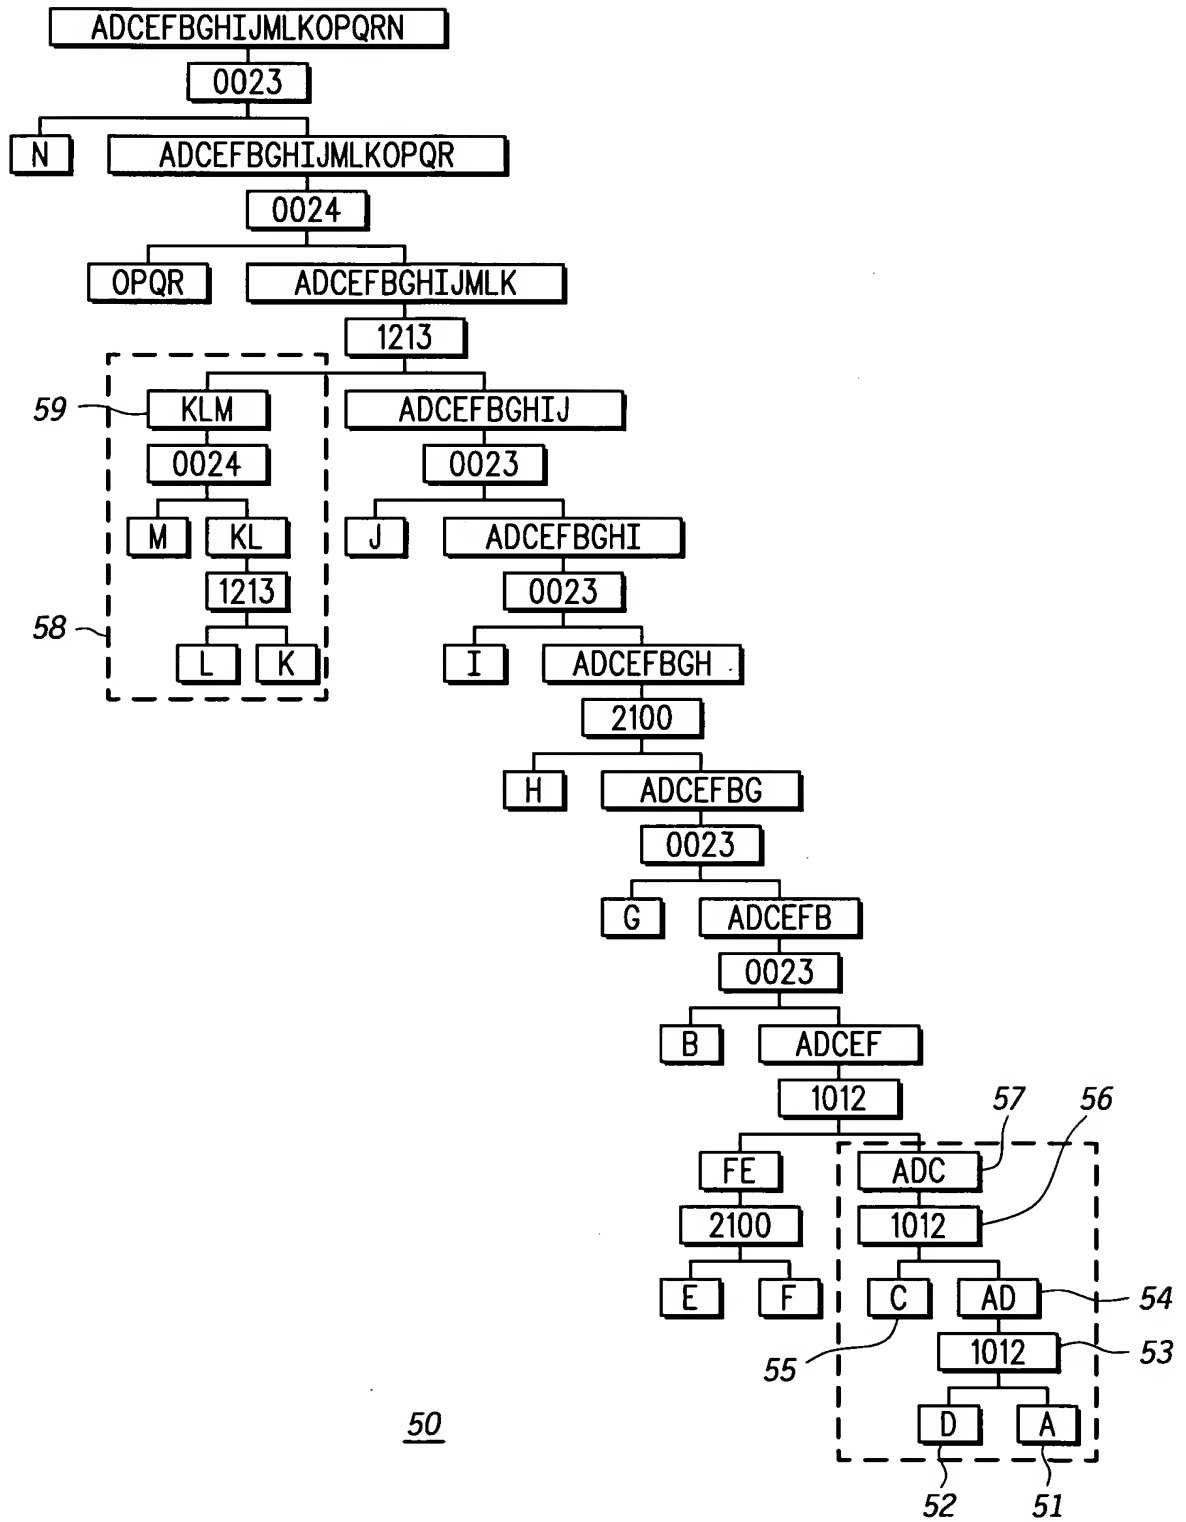 ADCEFBGHIJMLKOPQRN
0023
N
ADCEFBGHIJMLKOPQR
0024
OPQR
ADCEFBGHIJMLK
1213
59
KLM
ADCEFBGHIJ
0024
0023
M
KL
J
ADCEFBGHI
1213
0023
58
L
K
I
ADCEFBGH
2100
H
ADCEFBG
0023
G
ADCEFB
0023
B
ADCEF
1012
57
56
FE
ADC
2100
1012
E
F
C
AD
54
55
1012
53
50
D
A
52
51